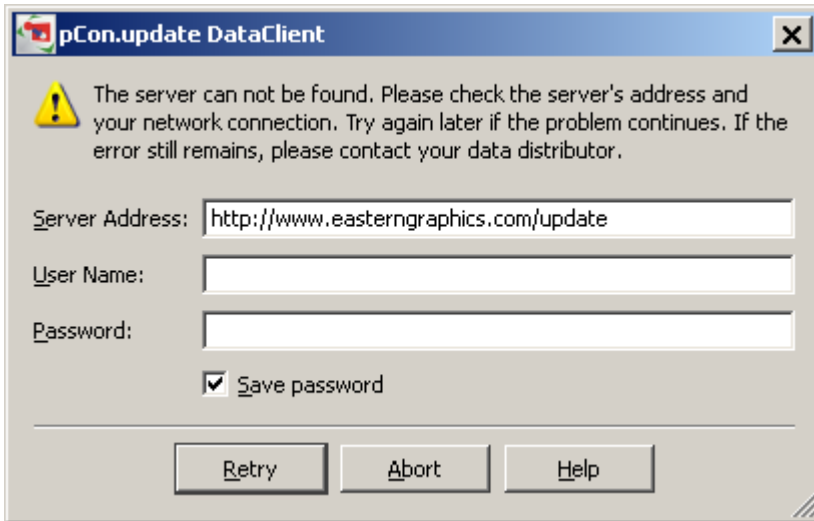 pCon.update DataClient
The server can not be found. Please check the server's address and
your network connection. Try again later if the problem continues. If the
error still remains, please contact your data distributor.
Server Address: http://www.easterngraphics.com/update
User Name:
Password:
Save password
Retry Abort Help